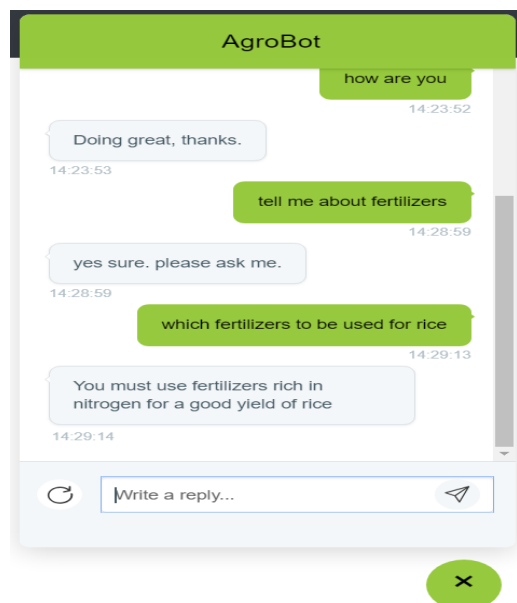 AgroBot
how are you
14:23:52
Doing great, thanks.
14:23:53
tell me about fertilizers
14:28:59
yes sure. please ask me.
14:28:59
which fertilizers to be used for rice
14:29:13
You must use fertilizers rich in
nitrogen for a good yield of rice
14:29:14
Write a reply...